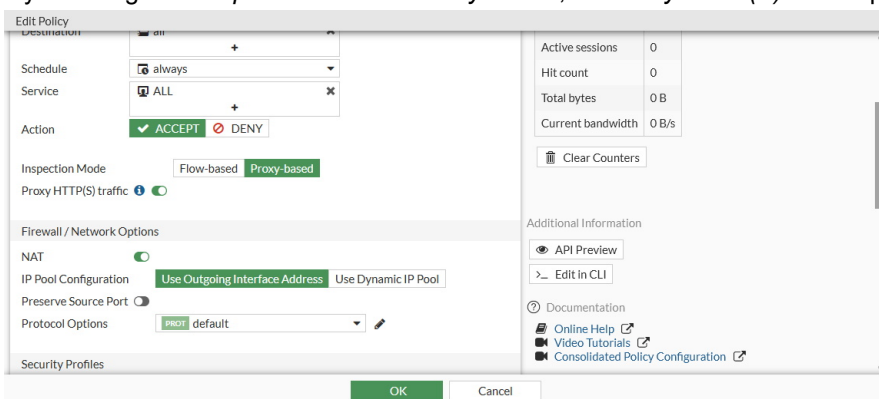 Edit Policy
Destination all
+
Schedule always
Service ALL
+
Action ACCEPT DENY
Inspection Mode Flow-based Proxy-based
Proxy HTTP(S) traffic
Firewall / Network Options
NAT
IP Pool Configuration Use Outgoing Interface Address Use Dynamic IP Pool
Preserve Source Port
Protocol Options PROT default
Security Profiles
Active sessions 0
Hit count 0
Total bytes 0 B
Current bandwidth 0 B/s
Clear Counters
Additional Information
API Preview
>_ Edit in CLI
Documentation
Online Help
Video Tutorials
Consolidated Policy Configuration
OK Cancel